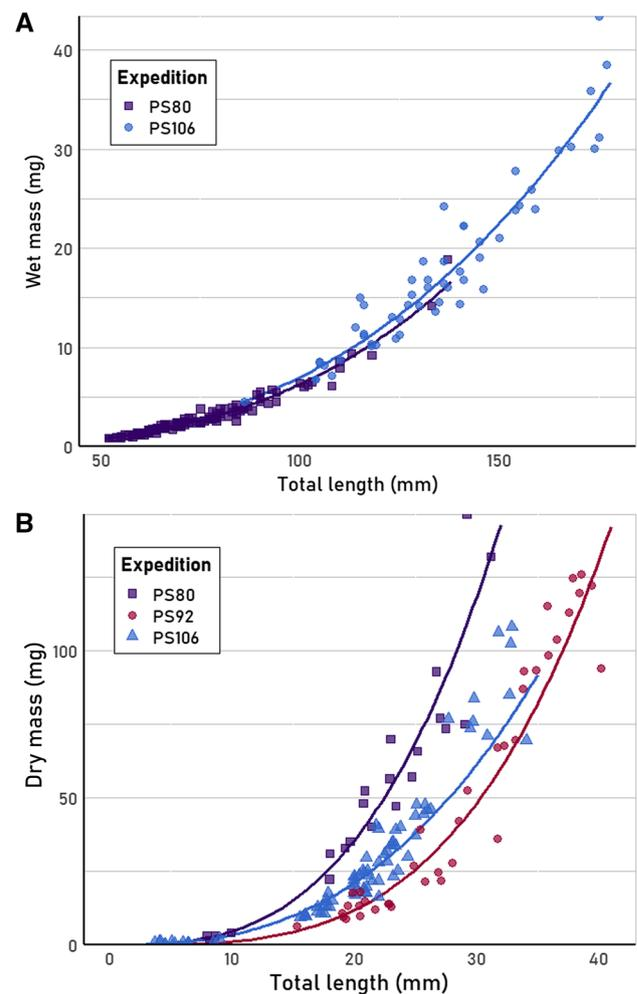 A
Expedition
PS80
PS106
Wet mass (mg)
40
30
20
10
0
50 100 150
Total length (mm)
B
Expedition
PS80
PS92
PS106
Dry mass (mg)
100
50
0
0 10 20 30 40
Total length (mm)